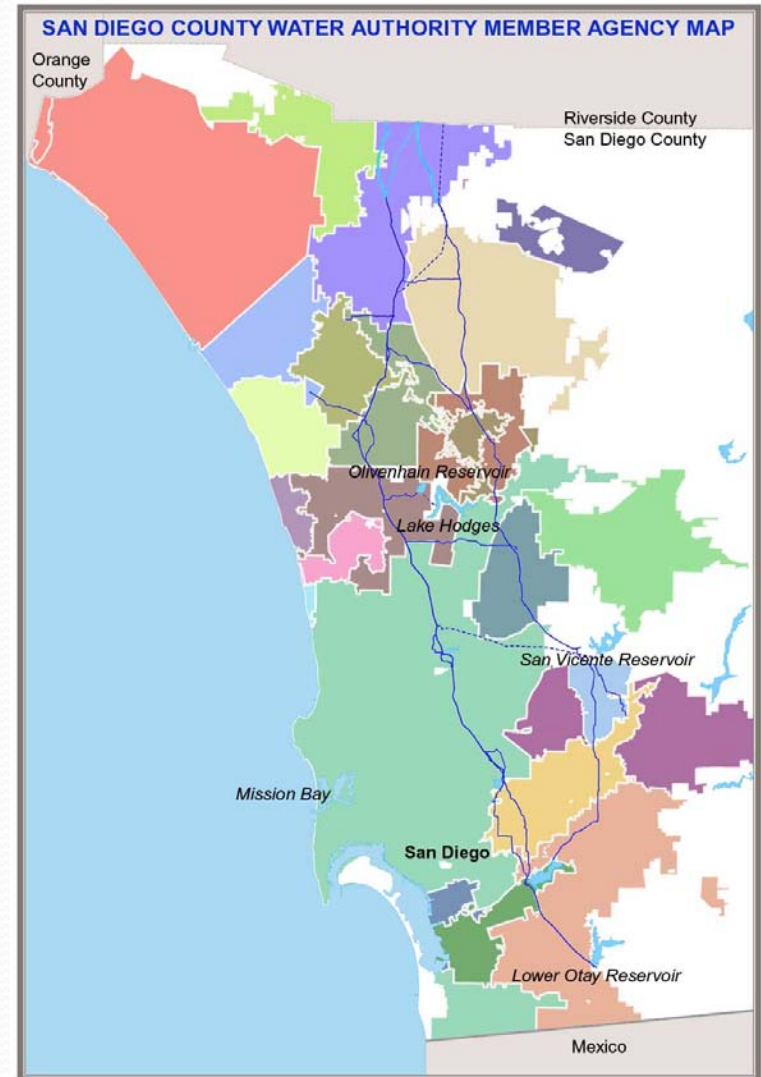 SAN DIEGO COUNTY WATER AUTHORITY MEMBER AGENCY MAP
Orange
County
Riverside County
San Diego County
Olivenhain Reservoir
Lake Hodges
San Vicente Reservoir
Mission Bay
San Diego
Lower Otay Reservoir
Mexico